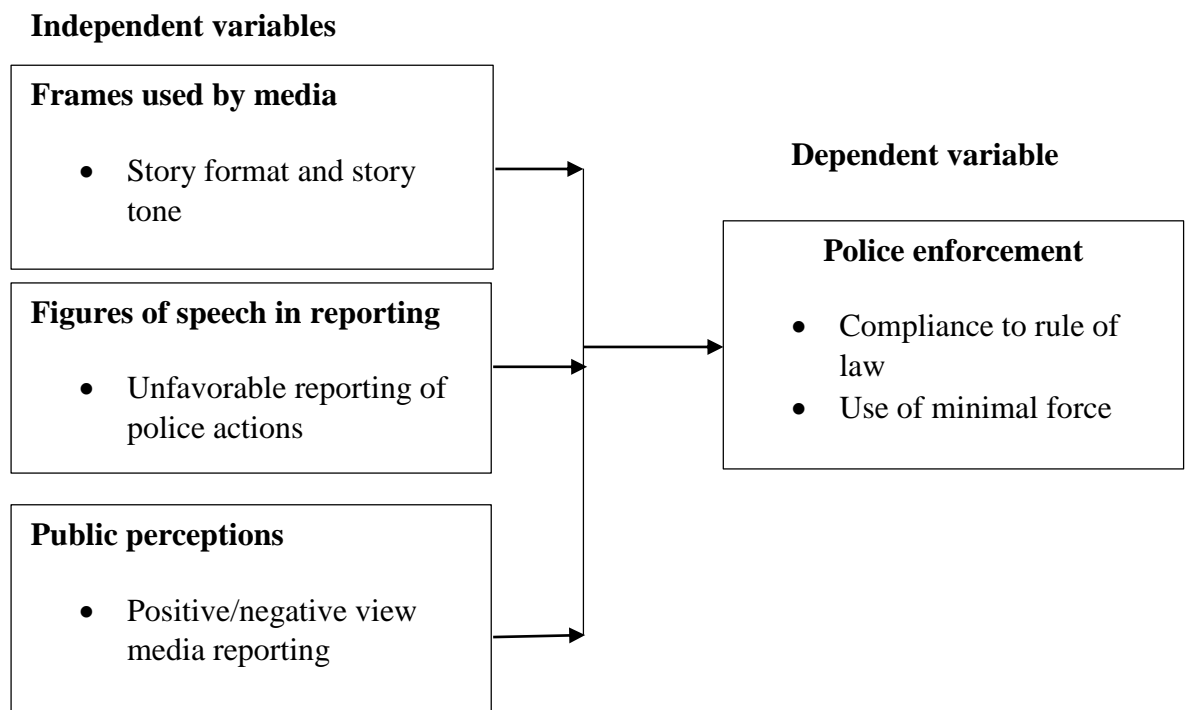 Independent variables
Frames used by media
• Story format and story
tone
Figures of speech in reporting
• Unfavorable reporting of
police actions
Public perceptions
• Positive/negative view
media reporting
Dependent variable
Police enforcement
• Compliance to rule of
law
• Use of minimal force